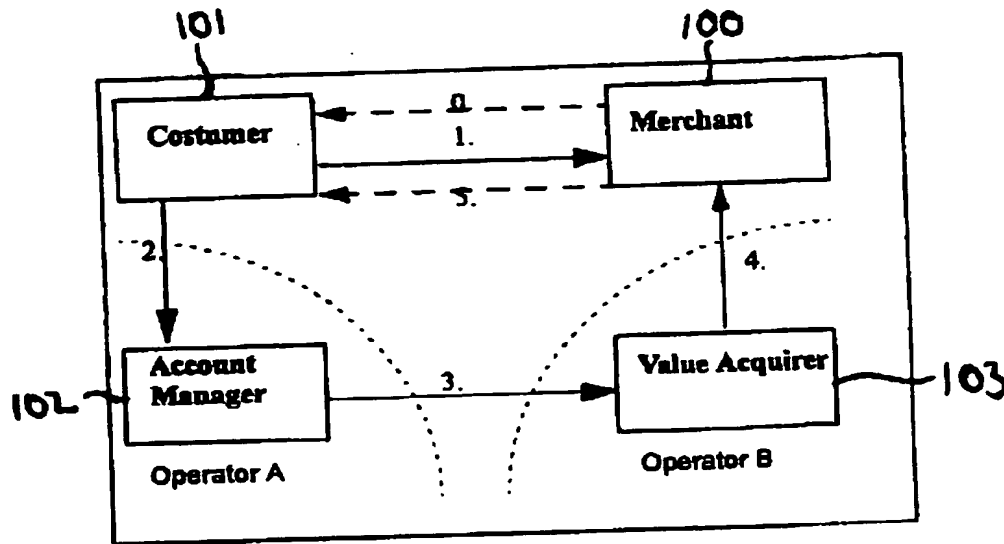 101
100
Costumer
Merchant
0
1.
5.
2.
4.
Account
Manager
Value Acquirer
3.
102
103
Operator A
Operator B